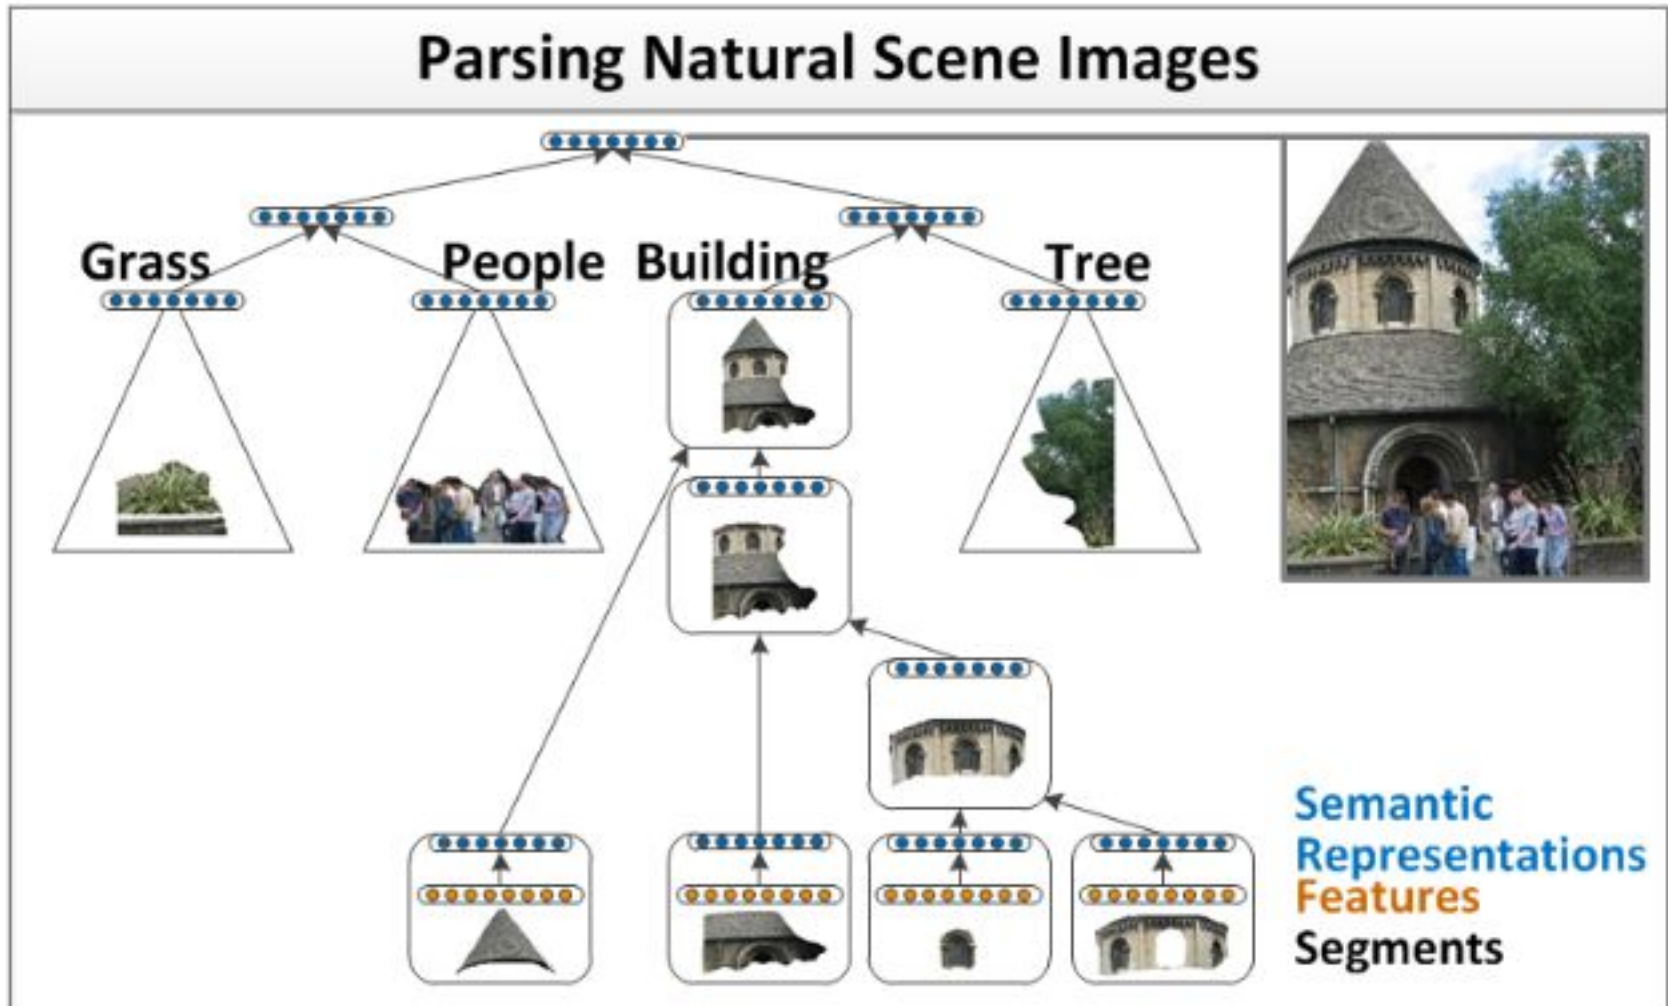 Parsing Natural Scene Images
Grass People Building Tree
Semantic
Representations
Features
Segments